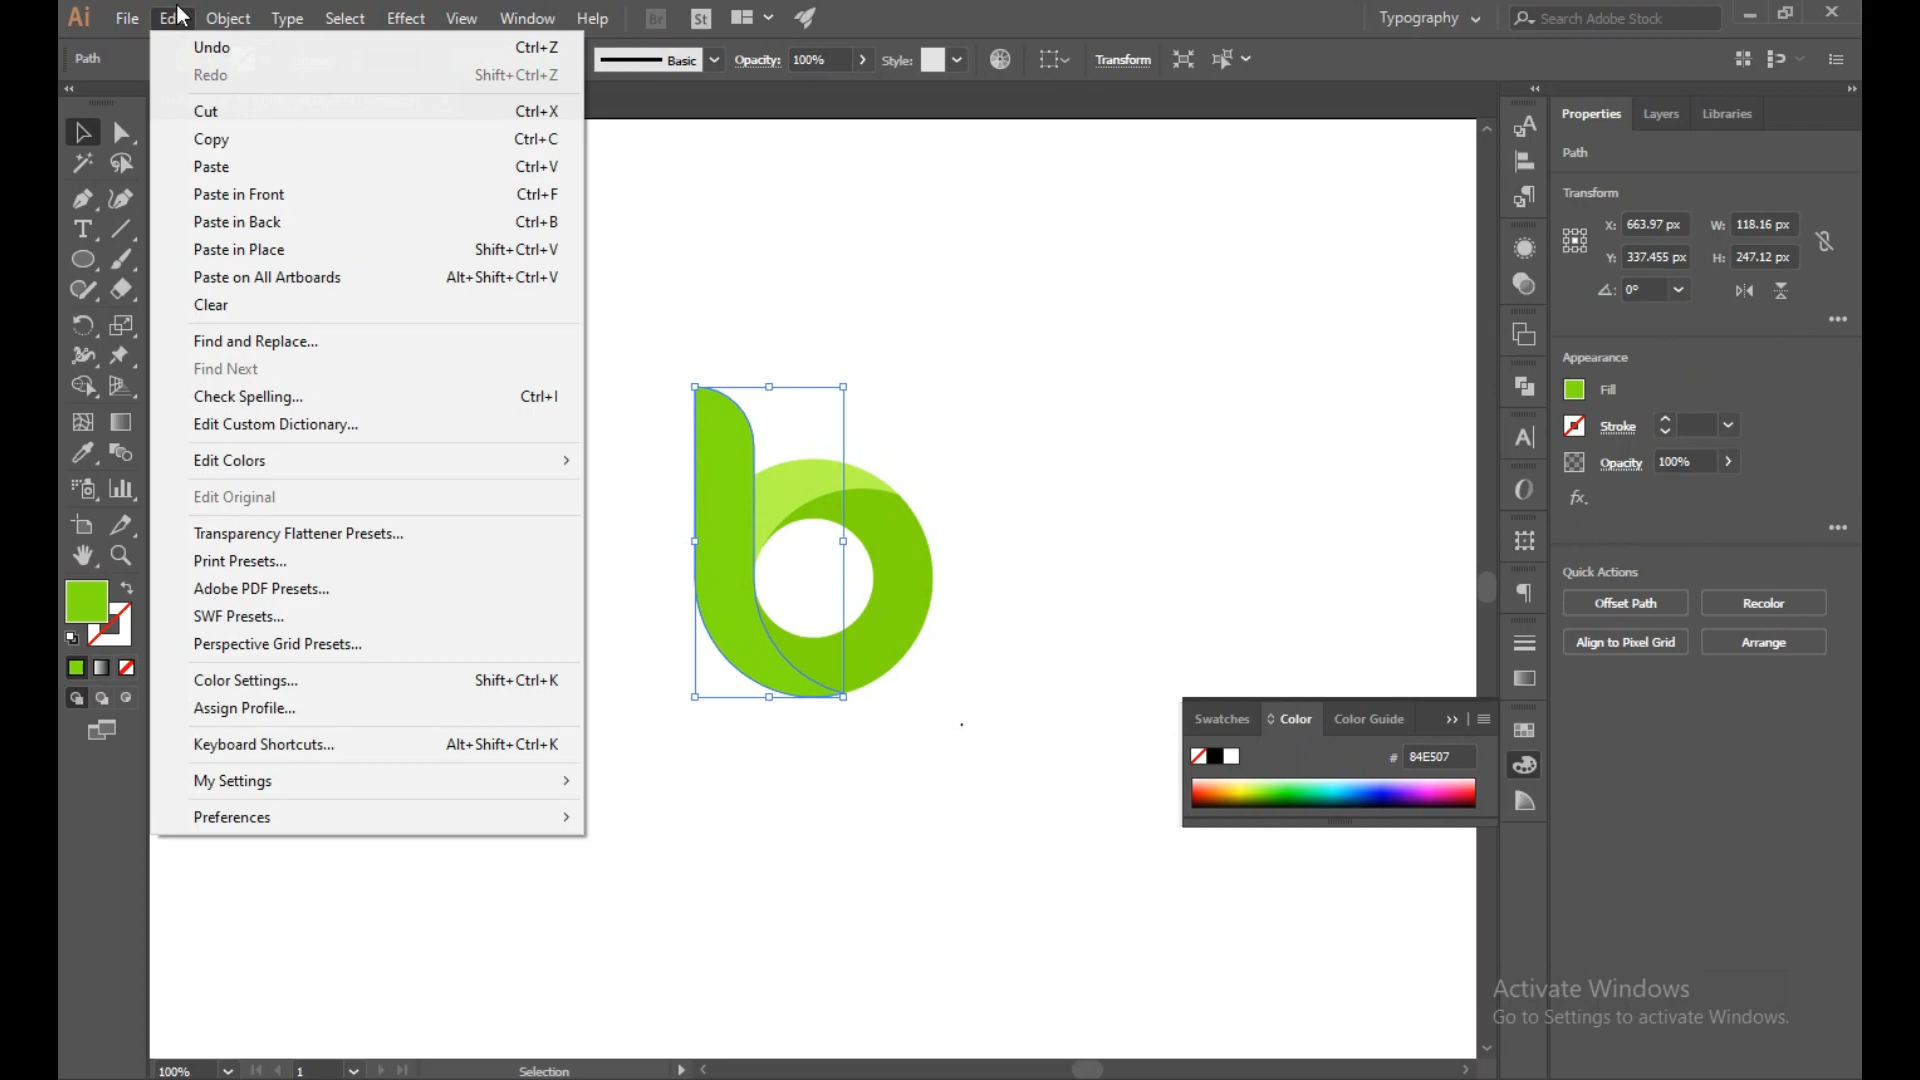 Ai File Edit Object Type Select Effect View Window Help Br St Typography Search Adobe Stock
Path Basic Opacity: 100% Style: Transform
Undo Ctrl+Z
Redo Shift+Ctrl+Z
Cut Ctrl+X
Copy Ctrl+C
Paste Ctrl+V
Paste in Front Ctrl+F
Paste in Back Ctrl+B
Paste in Place Shift+Ctrl+V
Paste on All Artboards Alt+Shift+Ctrl+V
Clear
Find and Replace...
Find Next
Check Spelling... Ctrl+I
Edit Custom Dictionary...
Edit Colors
Edit Original
Transparency Flattener Presets...
Print Presets...
Adobe PDF Presets...
SWF Presets...
Perspective Grid Presets...
Color Settings... Shift+Ctrl+K
Assign Profile...
Keyboard Shortcuts... Alt+Shift+Ctrl+K
My Settings
Preferences
b
Properties Layers Libraries
Path
Transform
X: 663.97 px W: 118.16 px
Y: 337.455 px H: 247.12 px
0°
Appearance
Fill
Stroke
Opacity 100%
fx.
Quick Actions
Offset Path Recolor
Align to Pixel Grid Arrange
Swatches Color Color Guide
# 84E507
Activate Windows
Go to Settings to activate Windows.
100% 1 Selection